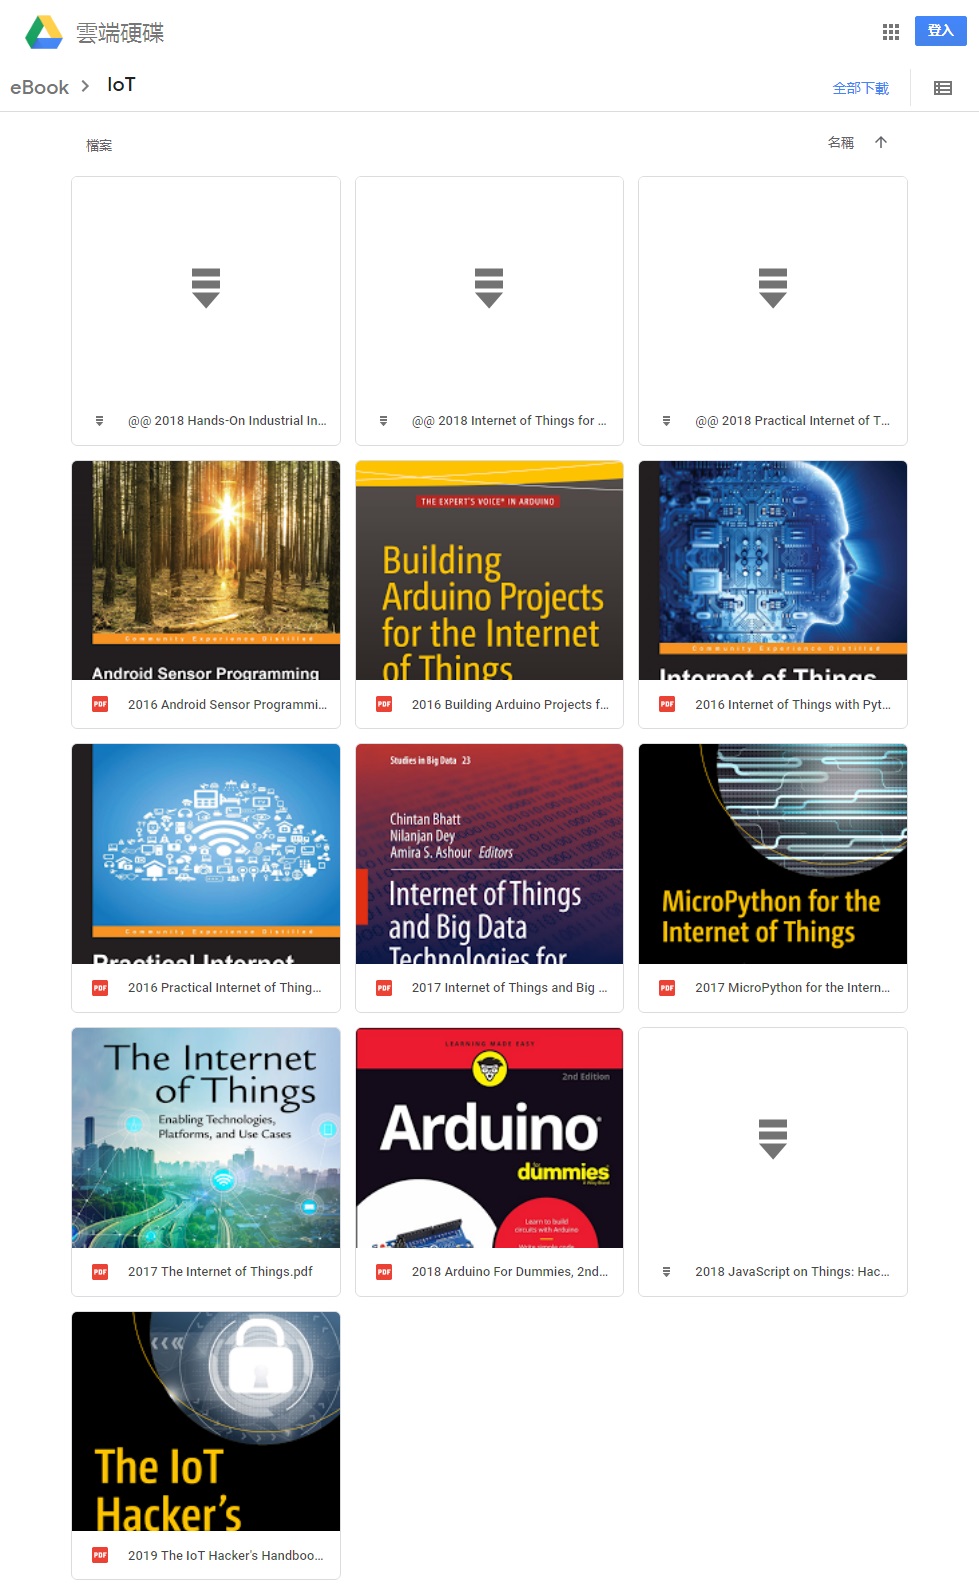 雲端硬碟
登入
eBook > IoT
全部下載
檔案
名稱
@@ 2018 Hands-On Industrial In...
@@ 2018 Internet of Things for ...
@@ 2018 Practical Internet of T...
Community Experience Distilled
Android Sensor Programming
THE EXPERT'S VOICE® IN ARDUINO
Building
Arduino Projects
for the Internet
of Things
Community Experience Distilled
Internet of Things
PDF 2016 Android Sensor Programmi...
PDF 2016 Building Arduino Projects f...
PDF 2016 Internet of Things with Pyt...
Community Experience Distilled
Practical Internet
Studies in Big Data 23
Chintan Bhatt
Nilanjan Dey
Amira S. Ashour Editors
Internet of Things
and Big Data
Technologies for
MicroPython for the
Internet of Things
PDF 2016 Practical Internet of Thing...
PDF 2017 Internet of Things and Big ...
PDF 2017 MicroPython for the Intern...
The Internet
of Things
Enabling Technologies,
Platforms, and Use Cases
LEARNING MADE EASY
2nd Edition
Arduino®
for
dummies
A Wiley Brand
Learn to build
circuits with Arduino
Write simple code
PDF 2017 The Internet of Things.pdf
PDF 2018 Arduino For Dummies, 2nd...
2018 JavaScript on Things: Hac...
The IoT
Hacker's
PDF 2019 The IoT Hacker's Handboo...